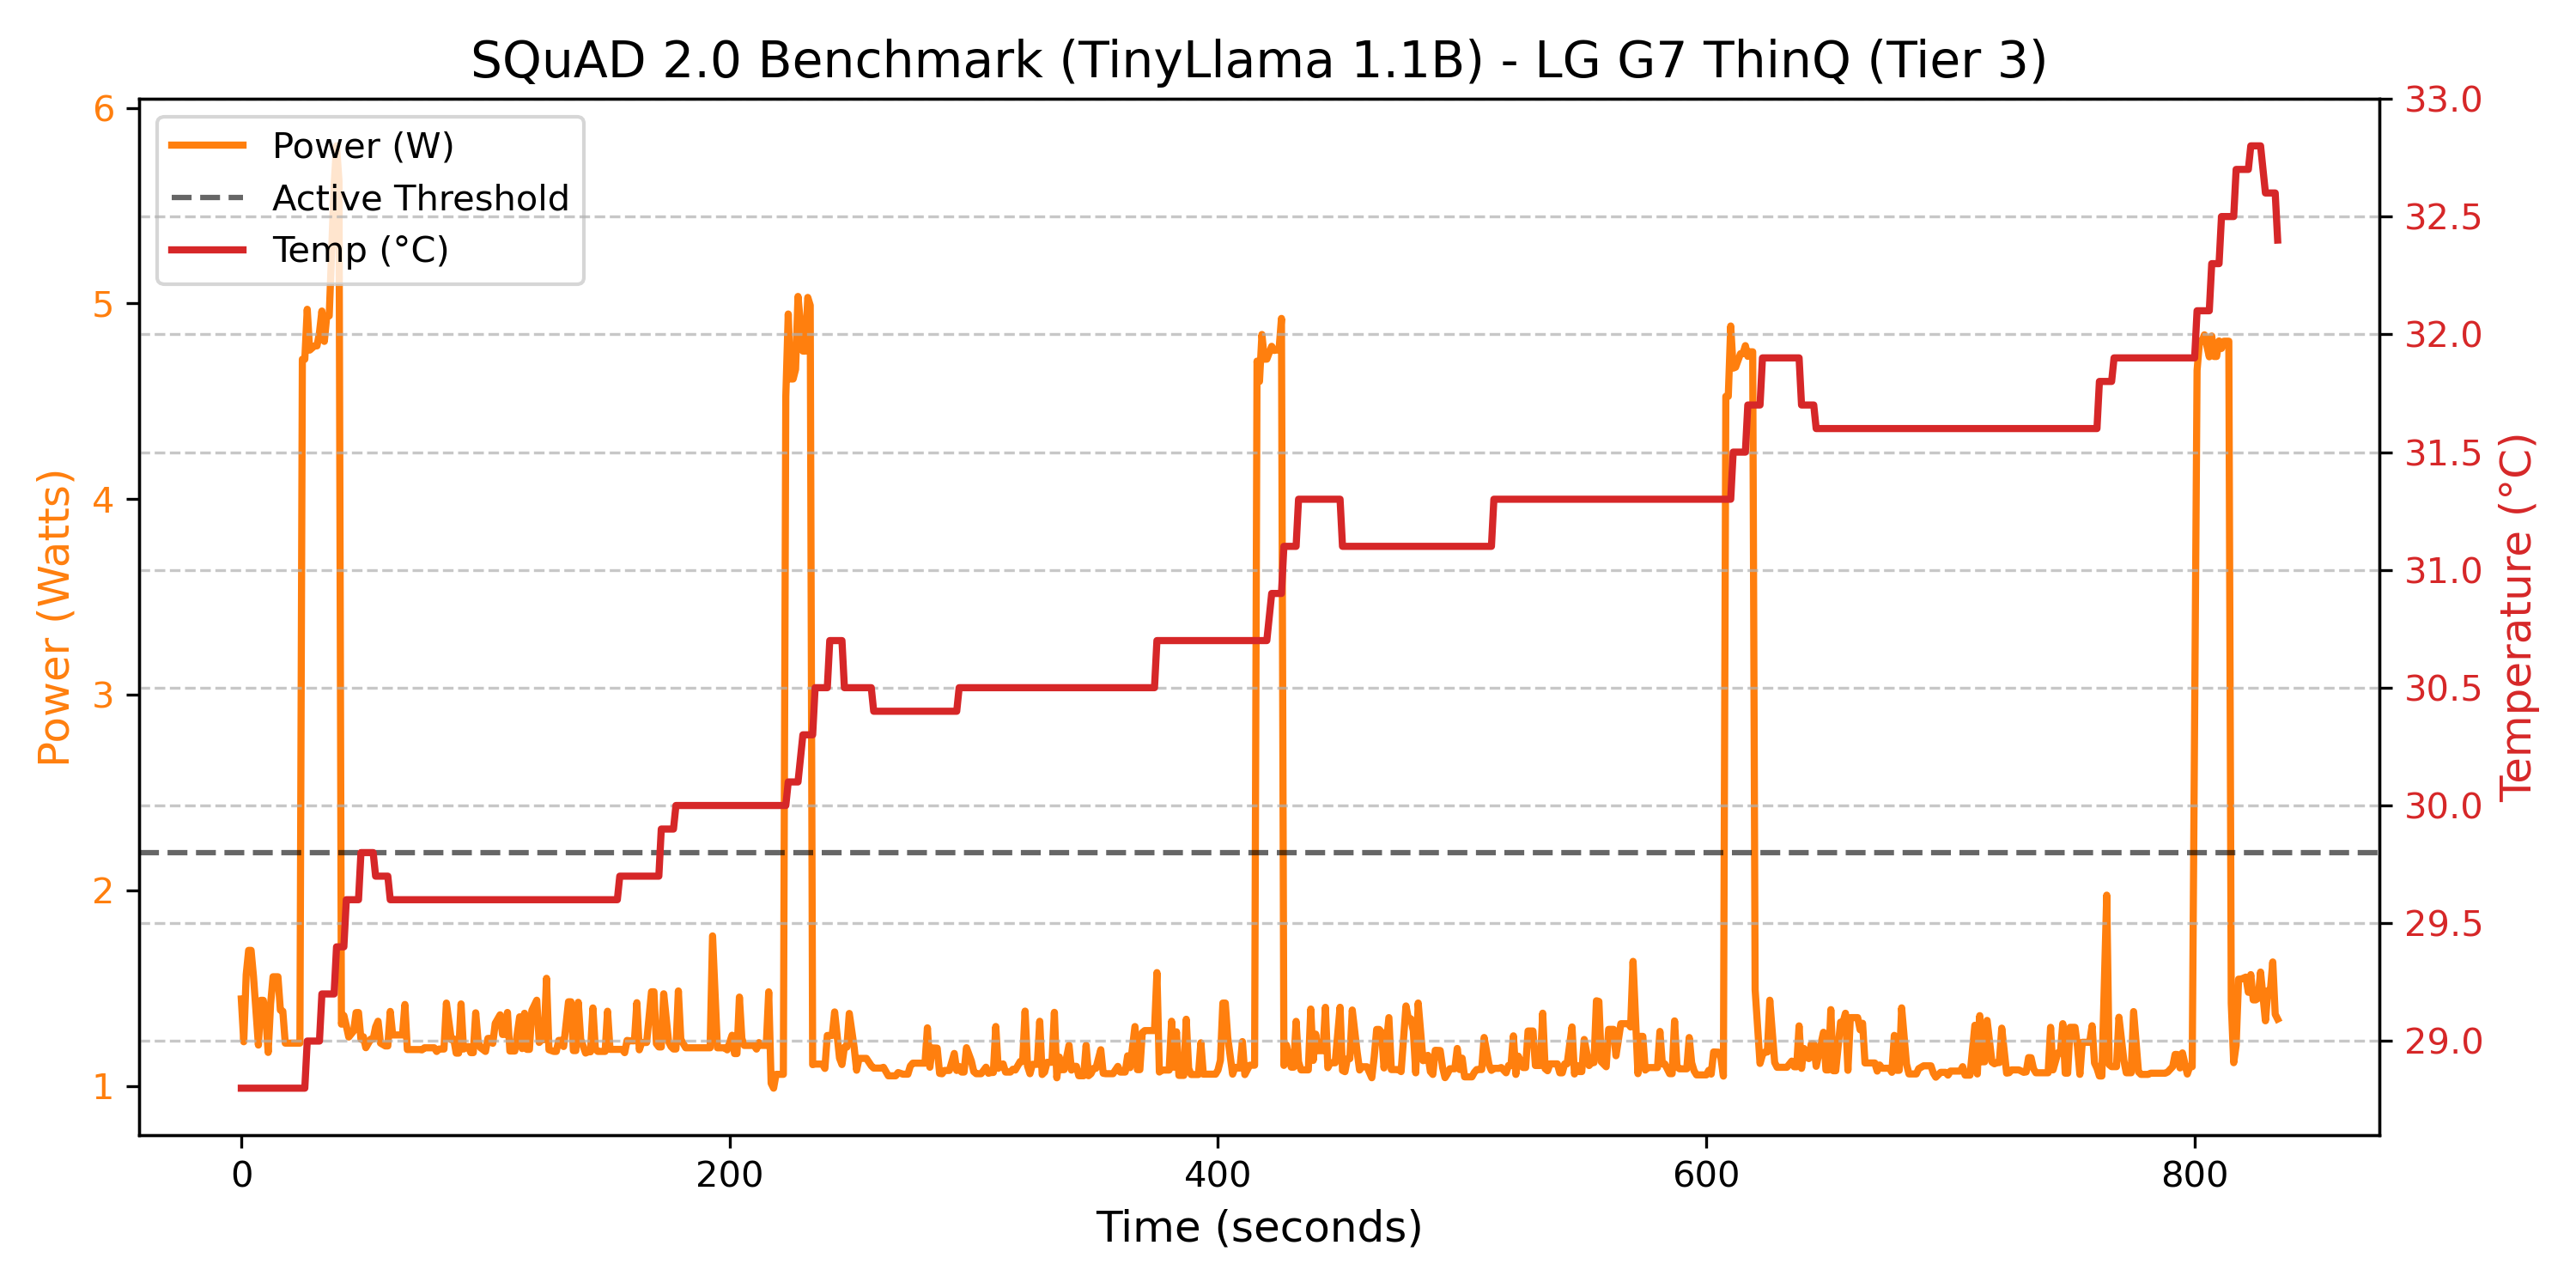 SQuAD 2.0 Benchmark (TinyLlama 1.1B) - LG G7 ThinQ (Tier 3)
Power (W)
Active Threshold
Temp (°C)
Power (Watts)
6
5
4
3
2
1
33.0
32.5
32.0
31.5
31.0
30.5
30.0
29.5
29.0
Temperature (°C)
0 200 400 600 800
Time (seconds)